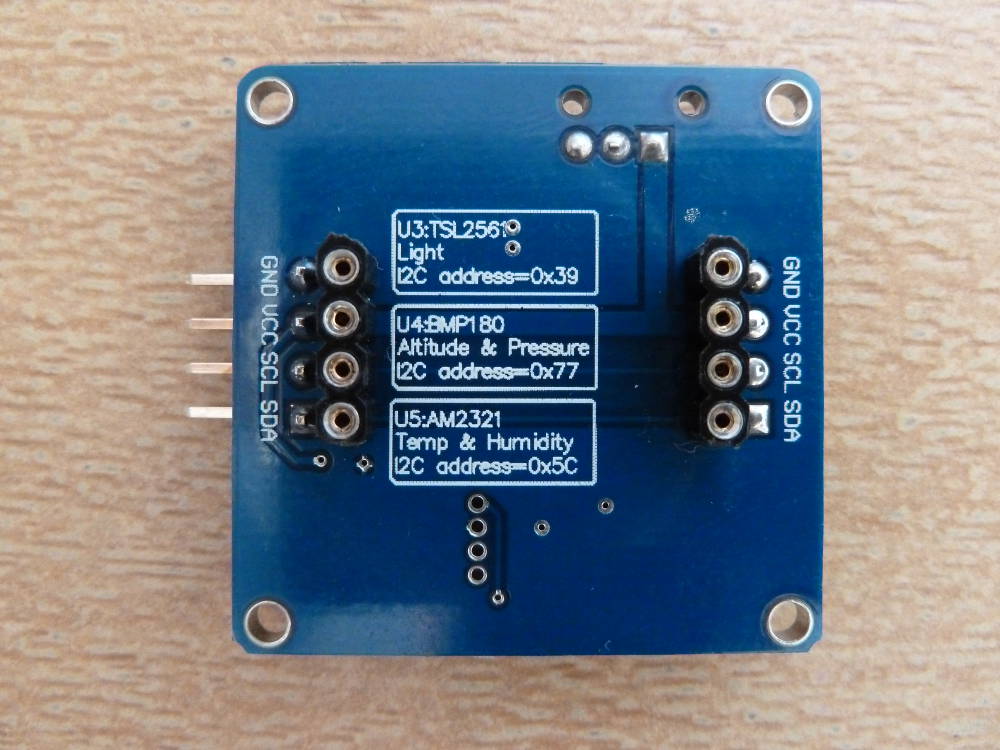 U3:TSL2561
Light
I2C address=0x39
U4:BMP180
Altitude & Pressure
I2C address=0x77
U5:AM2321
Temp & Humidity
I2C address=0x5C
GND VCC SCL SDA
GND VCC SCL SDA